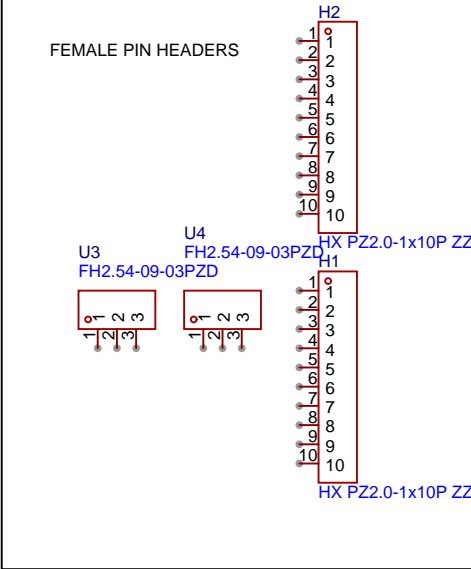 H2
FEMALE PIN HEADERS
1 1
2 2
3 3
4 4
5 5
6 6
7 7
8 8
9 9
10 10
HX PZ2.0-1x10P ZZ
U3
FH2.54-09-03PZD
1 2 3
1 2 3
U4
FH2.54-09-03PZD
1 2 3
1 2 3
H1
1 1
2 2
3 3
4 4
5 5
6 6
7 7
8 8
9 9
10 10
HX PZ2.0-1x10P ZZ